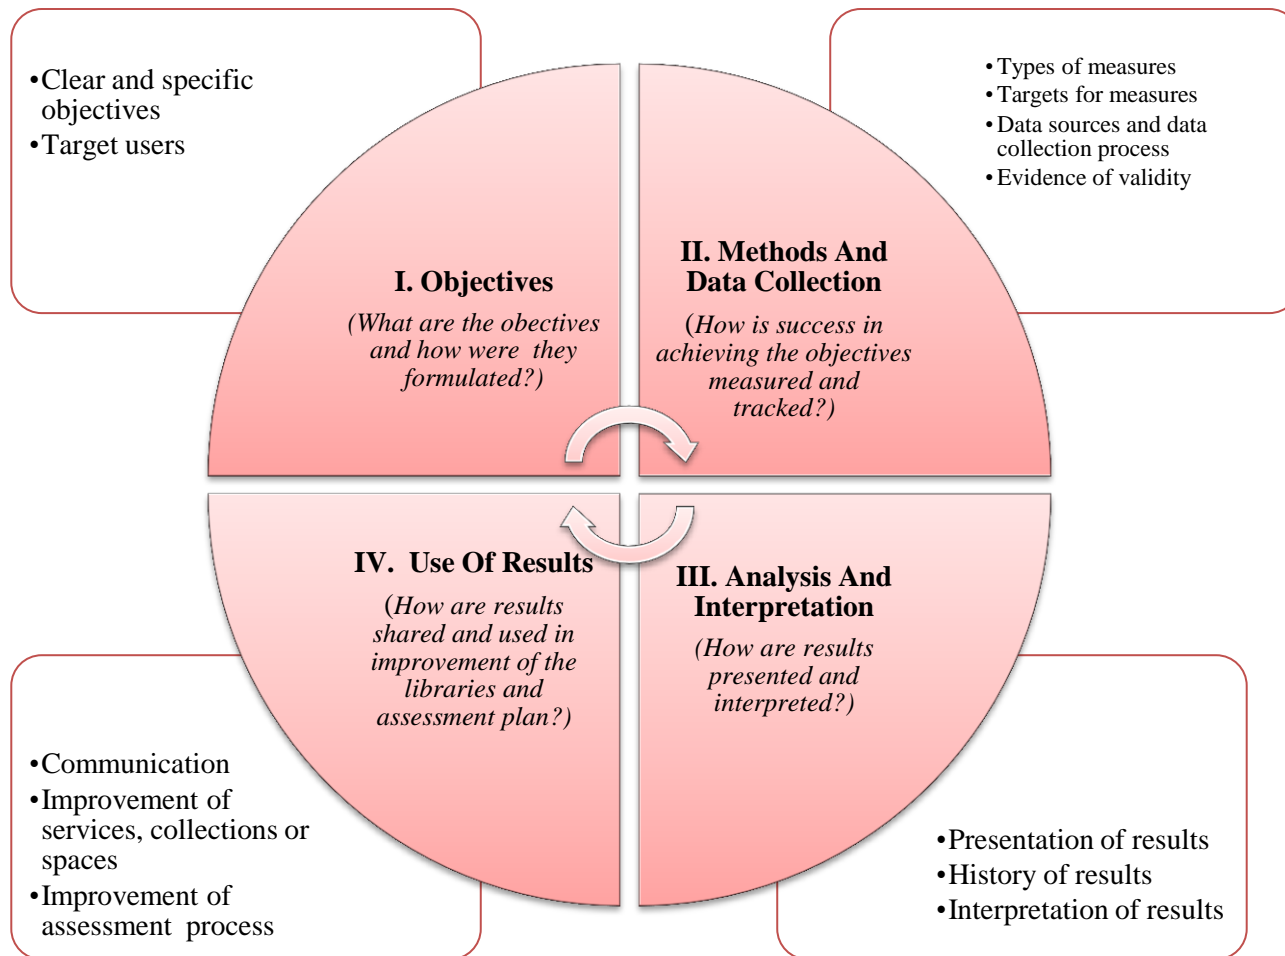 •Clear and specific
objectives
•Target users
•Types of measures
•Targets for measures
•Data sources and data
collection process
•Evidence of validity
I. Objectives
(What are the obectives
and how were they
formulated?)
II. Methods And
Data Collection
(How is success in
achieving the objectives
measured and
tracked?)
IV. Use Of Results
(How are results
shared and used in
improvement of the
libraries and
assessment plan?)
III. Analysis And
Interpretation
(How are results
presented and
interpreted?)
•Communication
•Improvement of
services, collections or
spaces
•Improvement of
assessment process
•Presentation of results
•History of results
•Interpretation of results